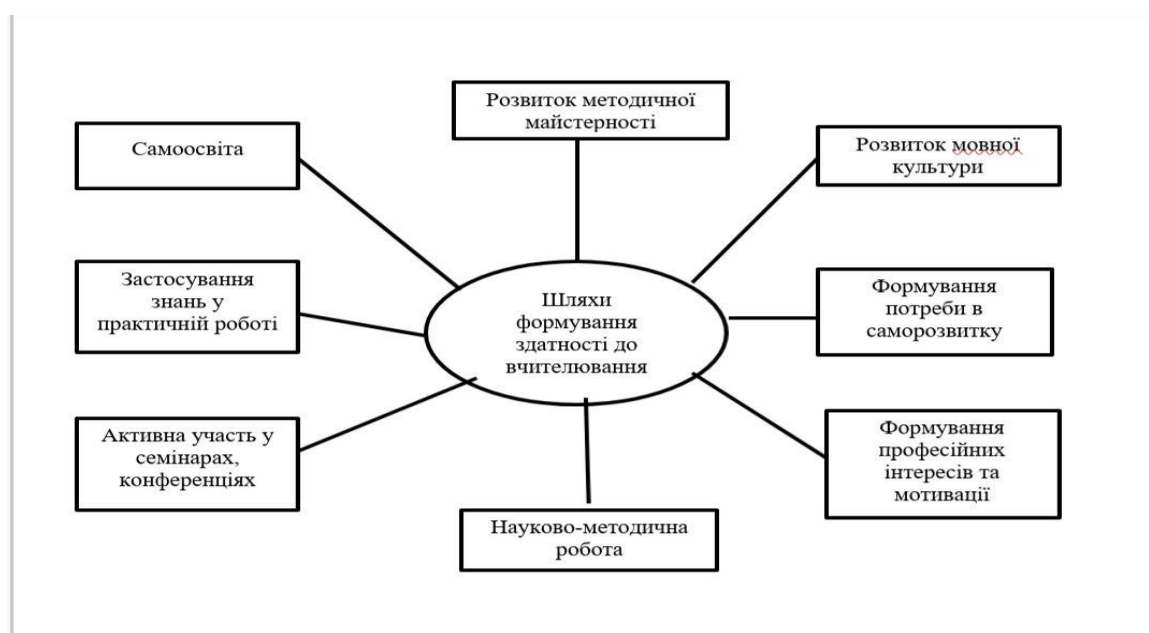 Розвиток методичної
майстерності
Самоосвіта
Розвиток мовної
культури
Застосування
знань у
практичній роботі
Шляхи
формування
здатності до
вчителювання
Формування
потреби в
саморозвитку
Активна участь у
семінарах,
конференціях
Формування
професійних
інтересів та
мотивації
Науково-методична
робота